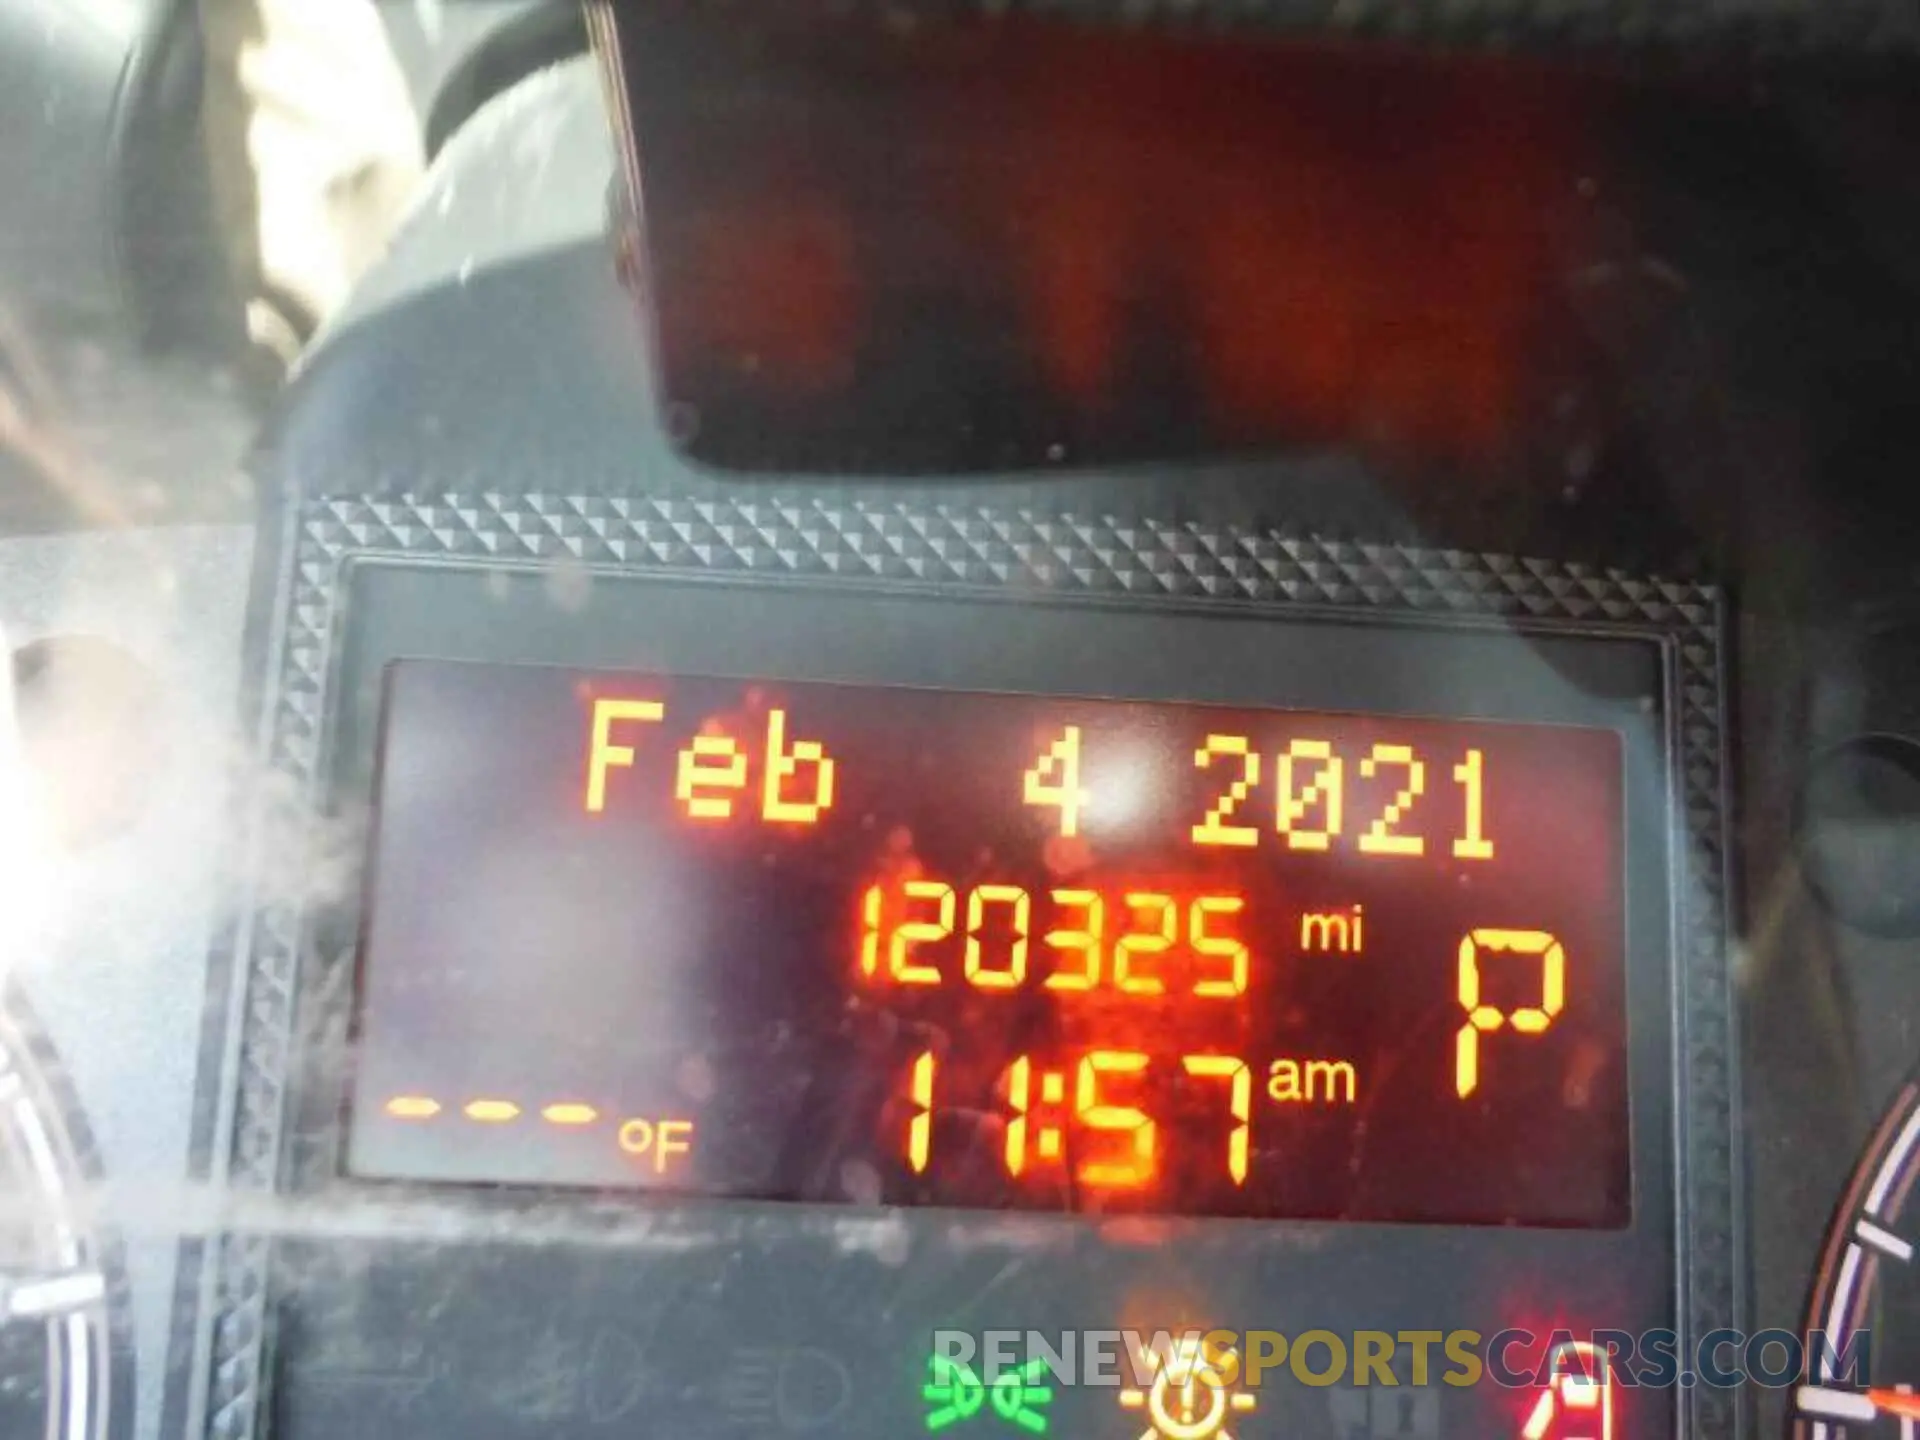 Feb 4 2021
120325 mi
P
--- °F 11:57 am
RENEWSPORTSCARS.COM